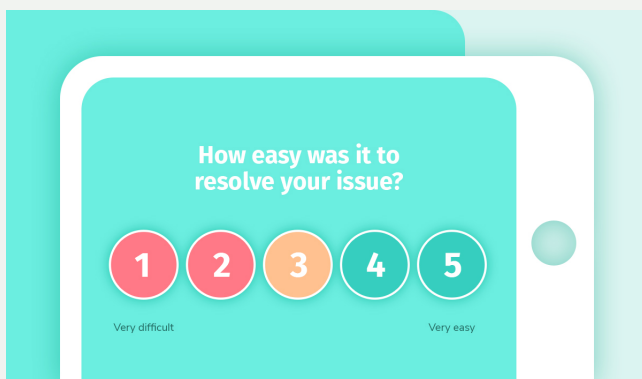 How easy was it to
resolve your issue?
1 2 3 4 5
Very difficult Very easy